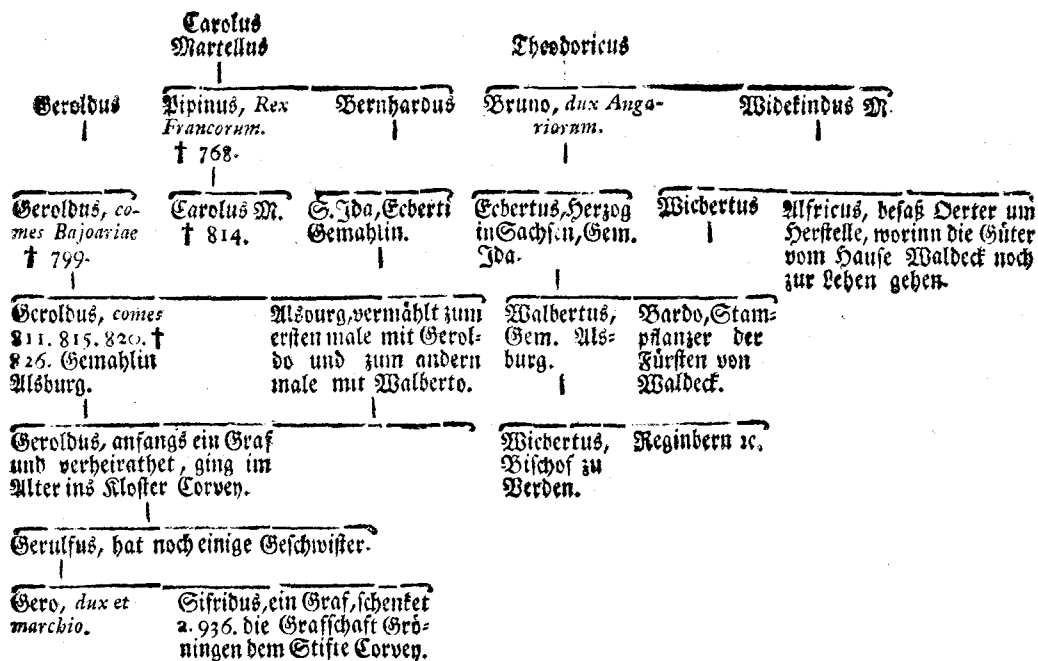 Carolus
Martellus
Theodoricus
Geroldus
Pipinus, Rex
Francorum.
† 768.
Bernhardus
Bruno, dux Anga-
riorum.
Widekindus M.
Geroldus, co-
mes Bajoariae
† 799.
Carolus M.
† 814.
S. Ida, Ecberti
Gemahlin.
Ecbertus, Herzog
in Sachsen, Gem.
Ida.
Wicbertus
Alfricus, besaß Oerter um
Herstelle, worinn die Güter
vom Hause Waldeck noch
zur Lehen gehen.
Geroldus, comes
811. 815. 820. †
826. Gemahlin
Alsburg.
Alsburg, vermählt zum
ersten male mit Gerol-
do und zum andern
male mit Walberto.
Walbertus,
Gem. Als-
burg.
Bardo, Stam-
pflanzer der
Fürsten von
Waldeck.
Geroldus, anfangs ein Graf
und verheirathet, ging im
Alter ins Kloster Corvey.
Wicbertus,
Bischof zu
Verden.
Reginbern ꝛc.
Gerulfus, hat noch einige Geschwister.
Gero, dux et
marchio.
Sifridus, ein Graf, schenket
a. 936. die Grafschaft Grö-
ningen dem Stifte Corvey.